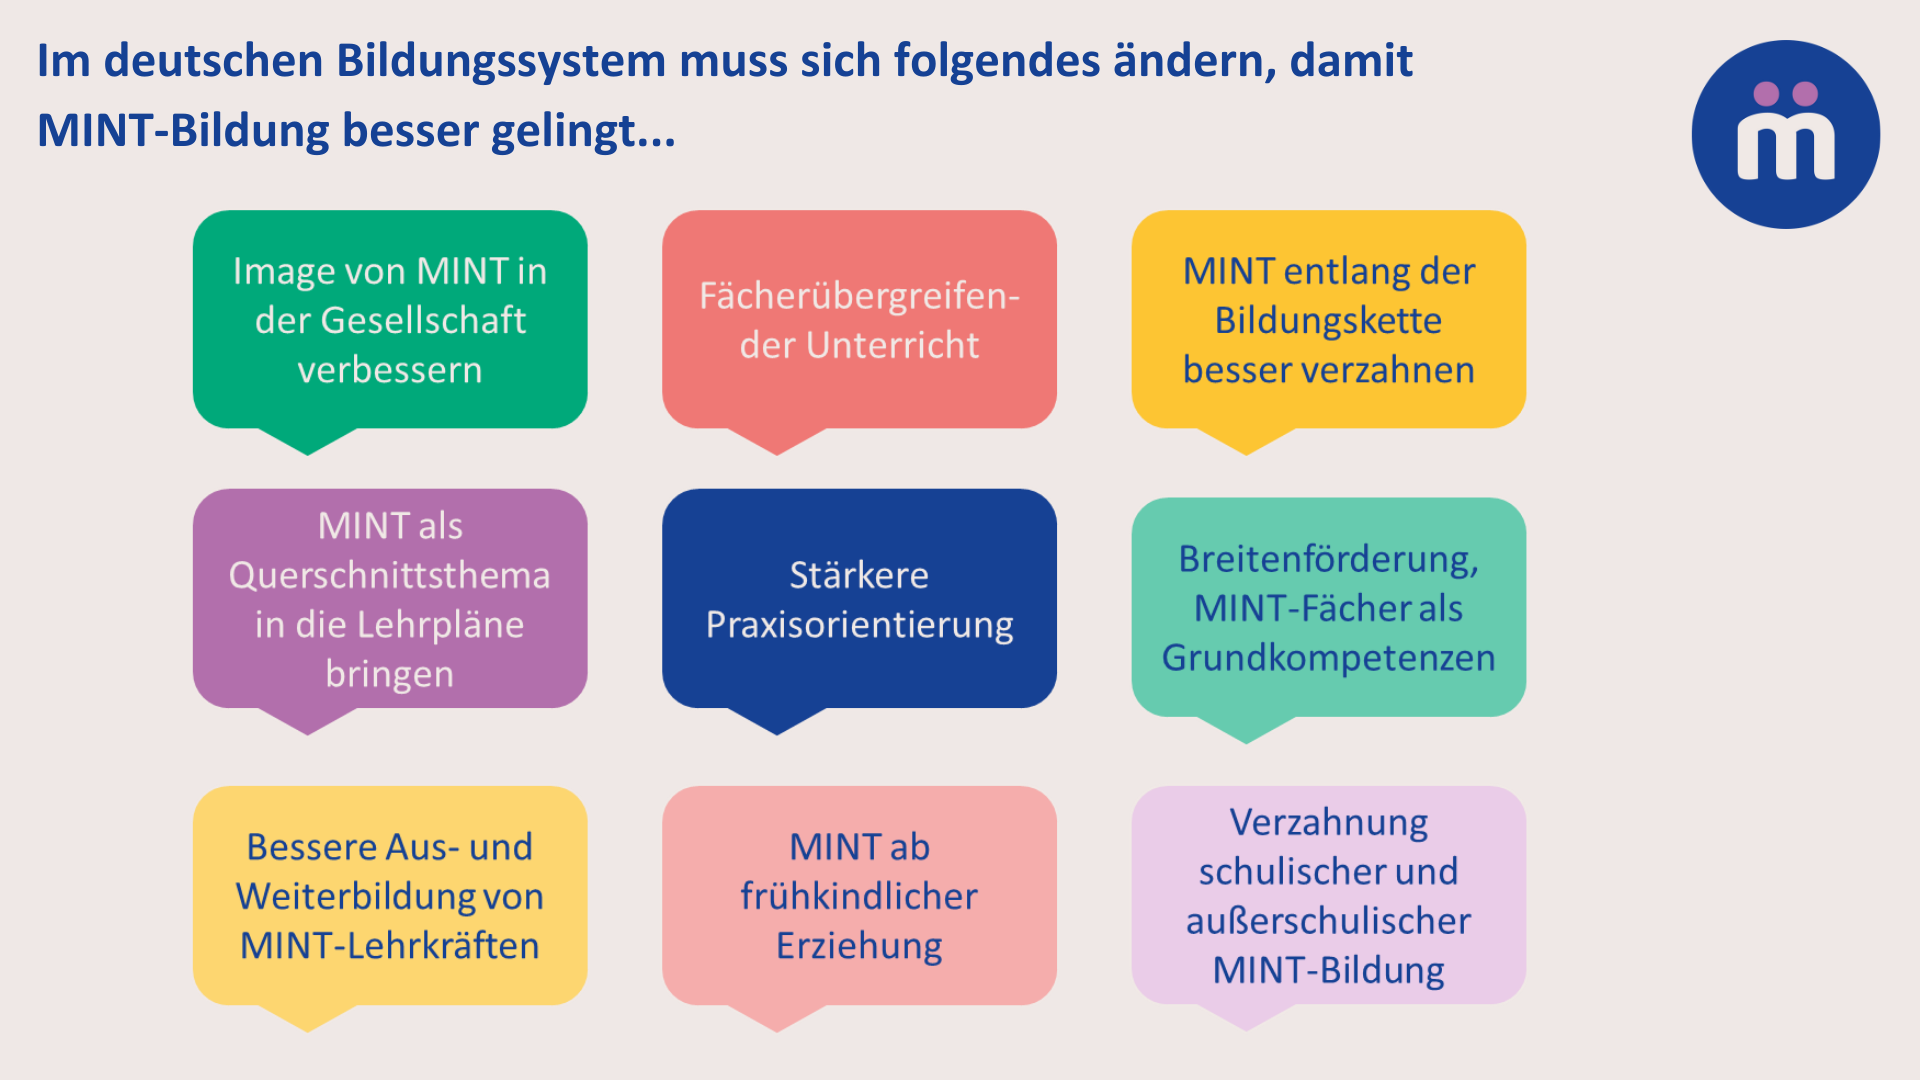 Im deutschen Bildungssystem muss sich folgendes ändern, damit
MINT-Bildung besser gelingt...
m̈
Image von MINT in
der Gesellschaft
verbessern
Fächerübergreifen-
der Unterricht
MINT entlang der
Bildungskette
besser verzahnen
MINT als
Querschnittsthema
in die Lehrpläne
bringen
Stärkere
Praxisorientierung
Breitenförderung,
MINT-Fächer als
Grundkompetenzen
Bessere Aus- und
Weiterbildung von
MINT-Lehrkräften
MINT ab
frühkindlicher
Erziehung
Verzahnung
schulischer und
außerschulischer
MINT-Bildung